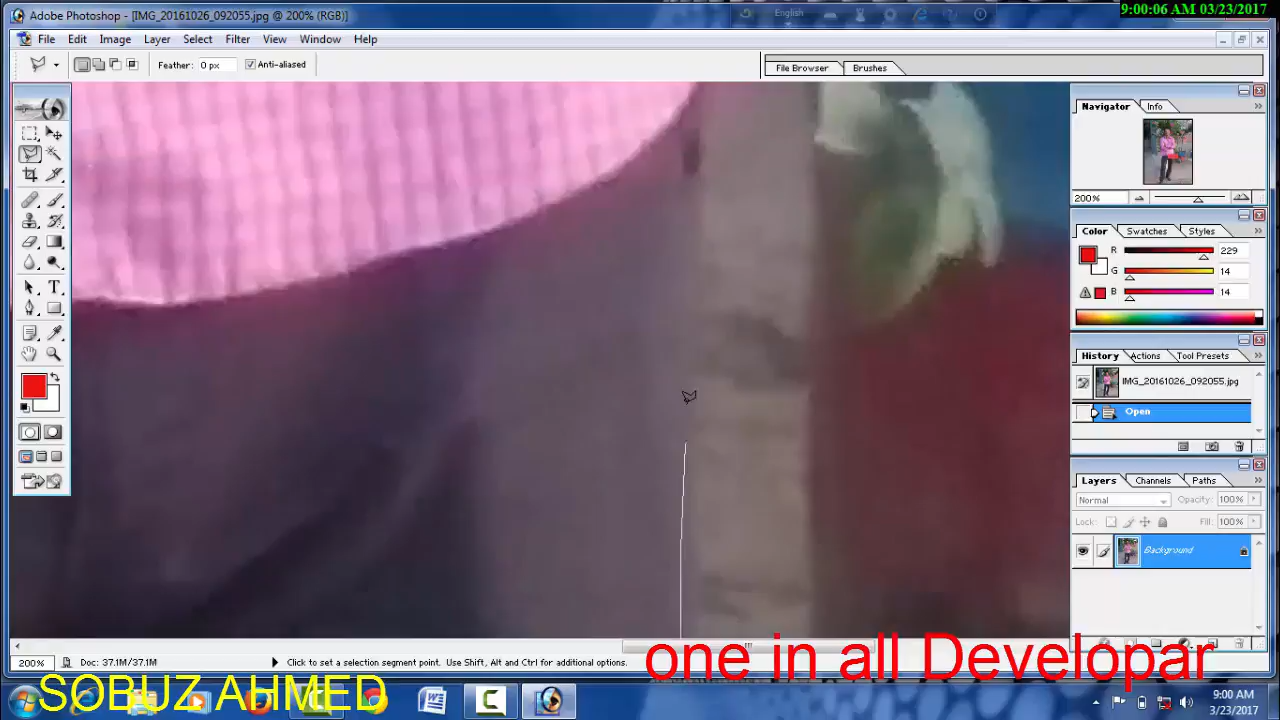 9:00:06 AM 03/23/2017
Adobe Photoshop - [IMG_20161026_092055.jpg @ 200% (RGB)]
English
File Edit Image Layer Select Filter View Window Help
Feather: 0 px Anti-aliased
File Browser Brushes
Navigator Info
200%
Color Swatches Styles
R 229
G 14
B 14
History Actions Tool Presets
IMG_20161026_092055.jpg
Open
Layers Channels Paths
Normal Opacity: 100%
Lock: Fill: 100%
Background
200% Doc: 37.1M/37.1M Click to set a selection segment point. Use Shift, Alt and Ctrl for additional options.
one in all Developar
SOBUZ AHMED
9:00 AM
3/23/2017